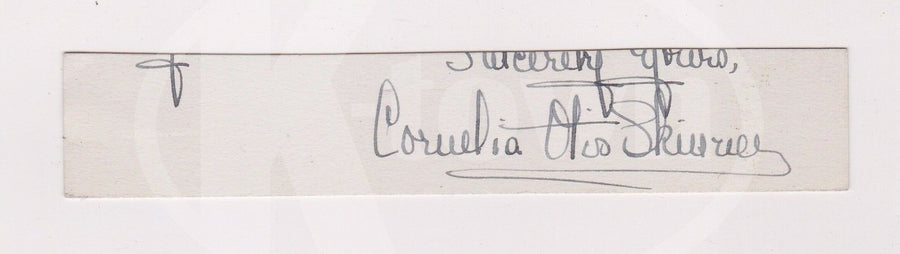 Sincerely Yours,
Cornelia Otis Skinner